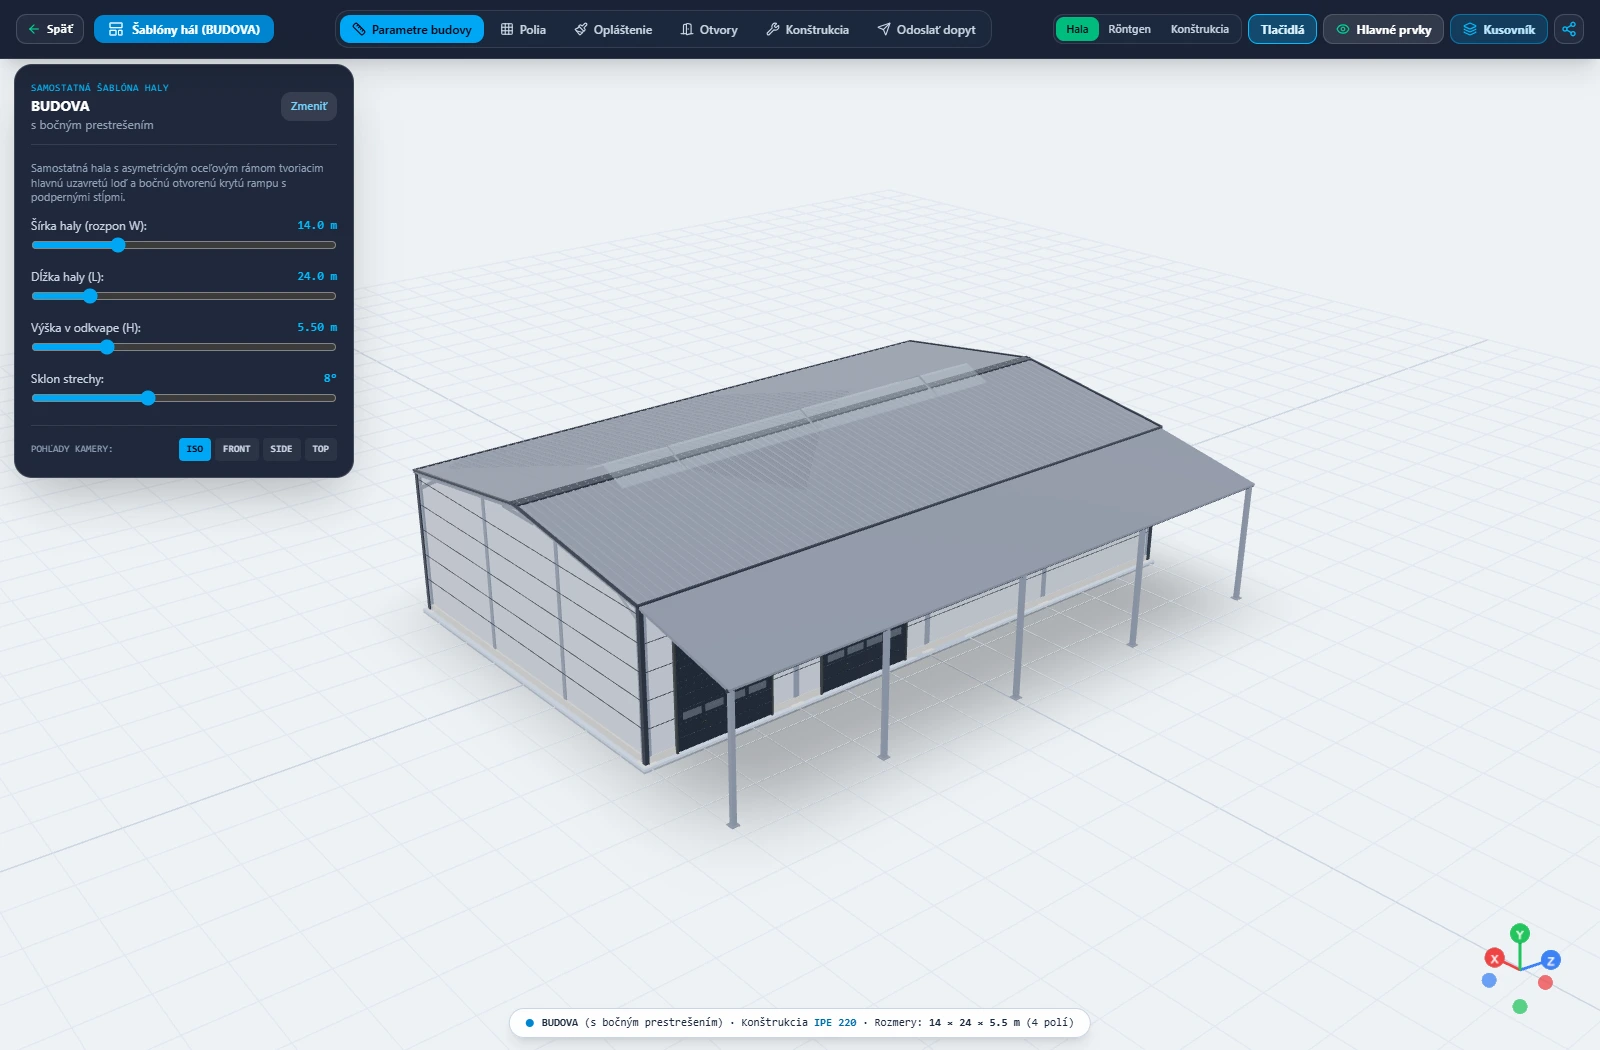 Späť
Šablóny hál (BUDOVA)
Parametre budovy
Polia
Opláštenie
Otvory
Konštrukcia
Odoslať dopyt
Hala
Röntgen
Konštrukcia
Tlačidlá
Hlavné prvky
Kusovník
SAMOSTATNÁ ŠABLÓNA HALY
BUDOVA
Zmeniť
s bočným prestrešením
Samostatná hala s asymetrickým oceľovým rámom tvoriacim
hlavnú uzavretú loď a bočnú otvorenú krytú rampu s
podpernými stĺpmi.
Šírka haly (rozpon W): 14.0 m
Dĺžka haly (L): 24.0 m
Výška v odkvape (H): 5.50 m
Sklon strechy: 8°
POHĽADY KAMERY: ISO FRONT SIDE TOP
Y
X
Z
BUDOVA (s bočným prestrešením) · Konštrukcia IPE 220 · Rozmery: 14 × 24 × 5.5 m (4 polí)